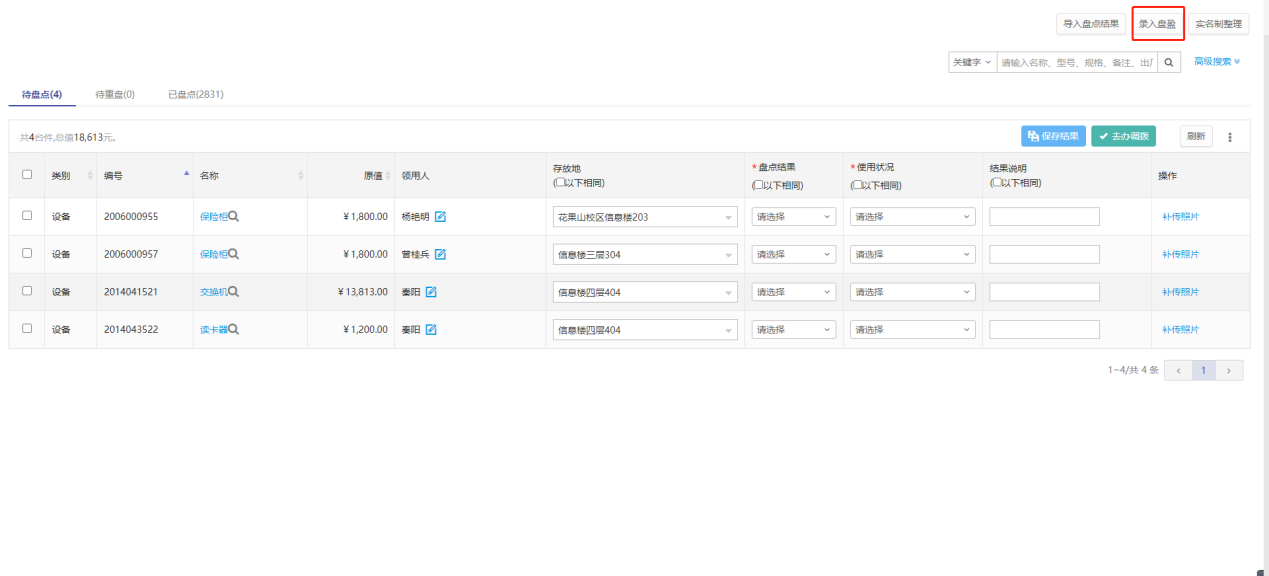 导入盘点结果 录入盘盈 实名制整理
关键字 请输入名称、型号、规格、备注、出厂 高级搜索
待盘点(4) 待重盘(0) 已盘点(2831)
共4台件,总值18,613元。 保存结果 去办调拨 刷新
类别 编号 名称 原值 领用人 存放地 (以下相同) *盘点结果 (以下相同) *使用状况 (以下相同) 结果说明 (以下相同) 操作
设备 2006000955 保险柜 ¥1,800.00 杨艳明 花果山校区信息楼203 请选择 请选择 补传照片
设备 2006000957 保险柜 ¥1,800.00 曾桂兵 信息楼三层304 请选择 请选择 补传照片
设备 2014041521 交换机 ¥13,813.00 秦阳 信息楼四层404 请选择 请选择 补传照片
设备 2014043522 读卡器 ¥1,200.00 秦阳 信息楼四层404 请选择 请选择 补传照片
1~4/共 4 条 ‹ 1 ›